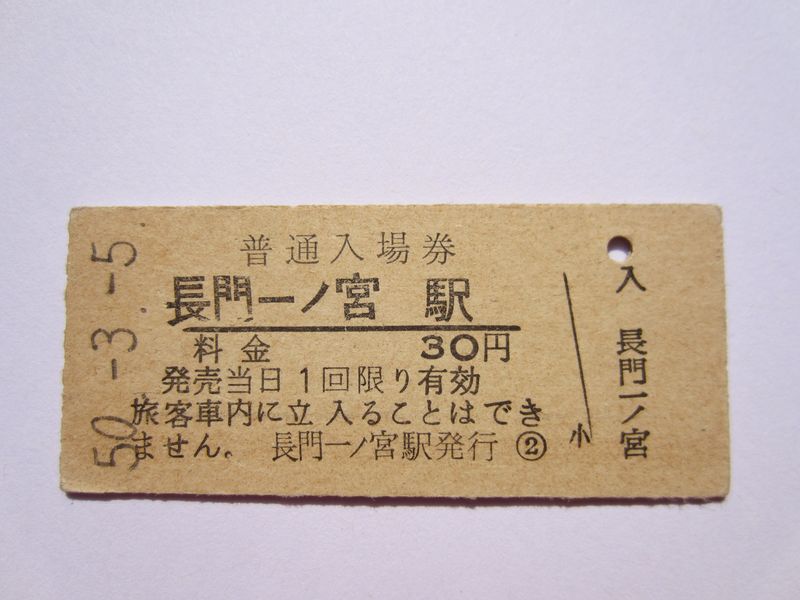 普通入場券
長門一ノ宮 駅
料金 30円
発売当日1回限り有効
旅客車内に立入ることはでき
ません。 長門一ノ宮駅発行 ②
50.-3.-5
小
入 長門一ノ宮